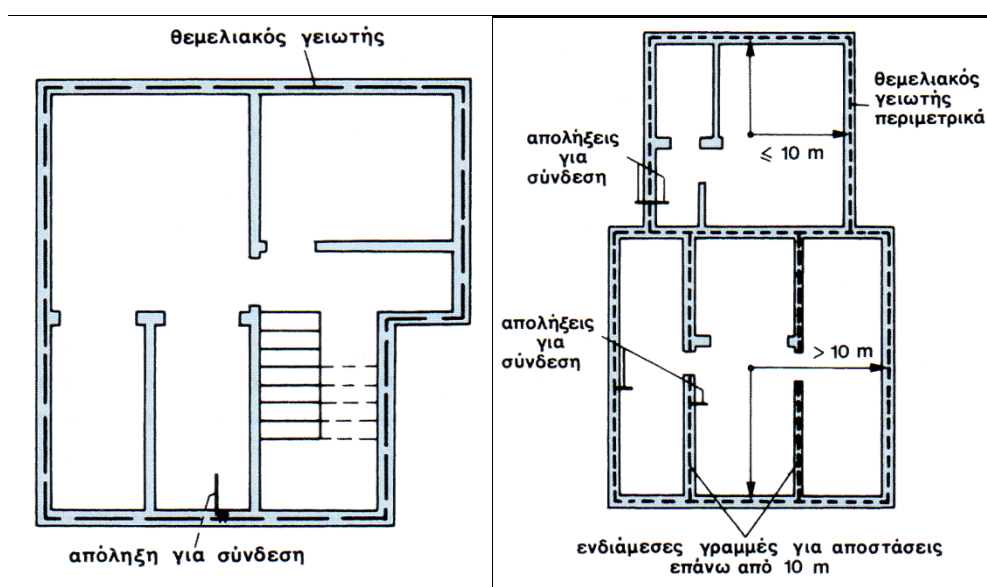 θεμελιακός γειωτής
απόληξη για σύνδεση
θεμελιακός
γειωτής
περιμετρικά
≤ 10 m
απολήξεις
για
σύνδεση
απολήξεις
για
σύνδεση
> 10 m
ενδιάμεσες γραμμές για αποστάσεις
επάνω από 10 m